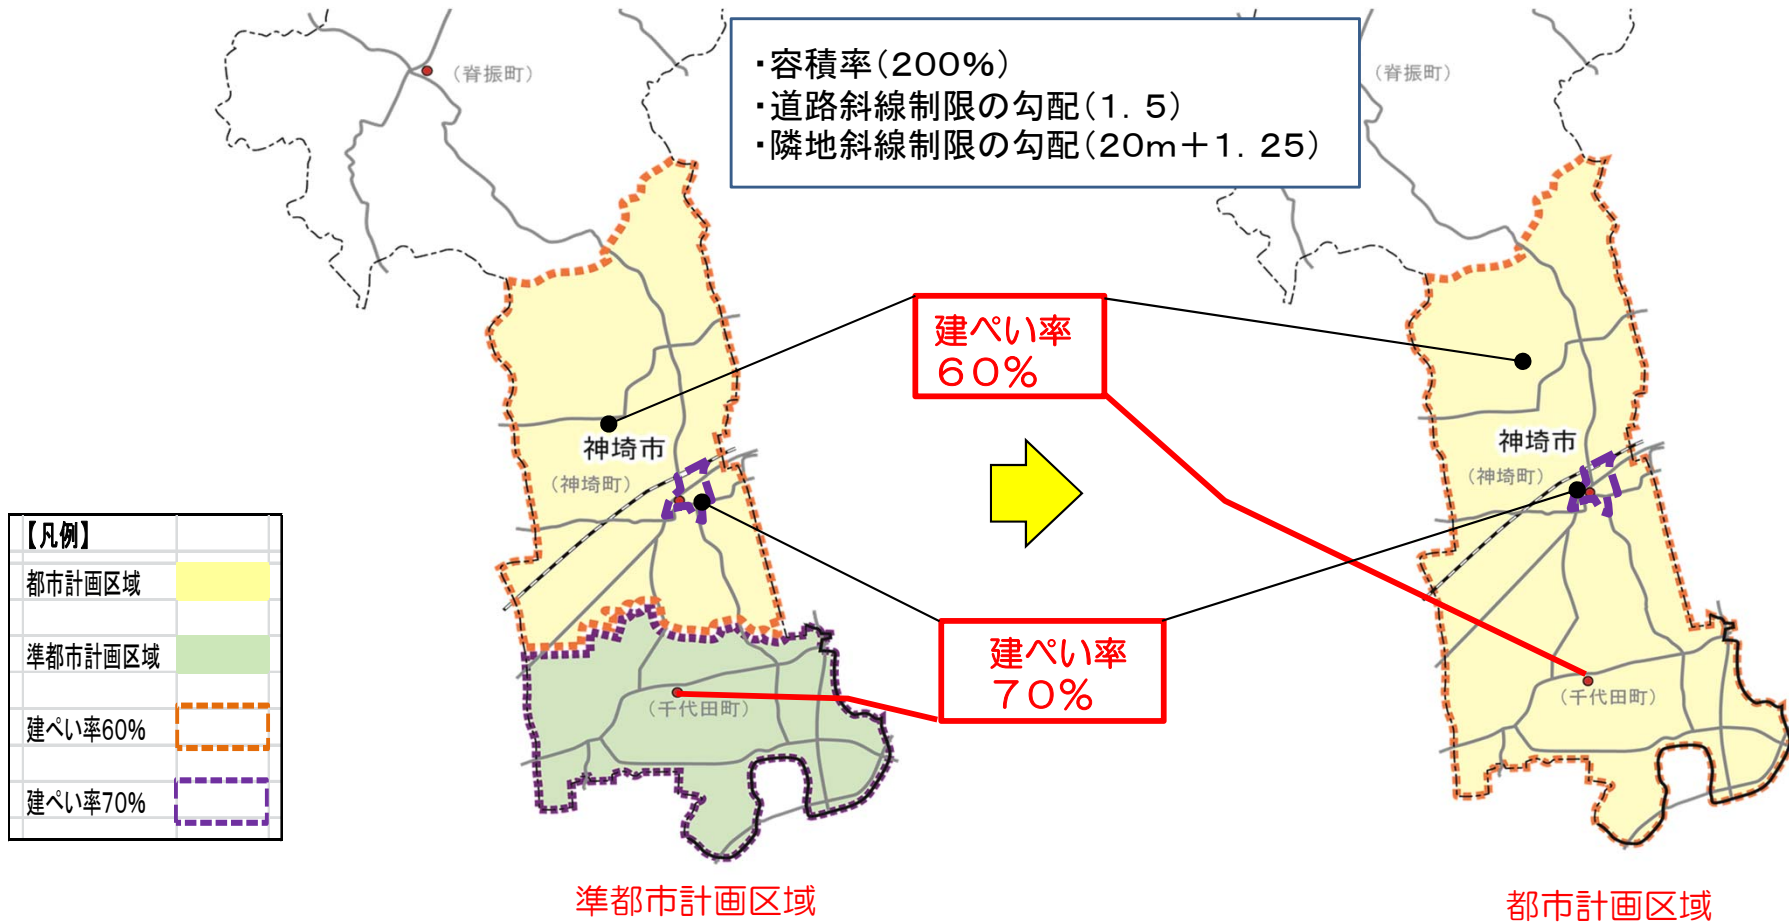 ・容積率(200%)
・道路斜線制限の勾配(1.5)
・隣地斜線制限の勾配(20m+1.25)
(脊振町)
(脊振町)
建ぺい率
60%
神埼市
(神埼町)
神埼市
(神埼町)
【凡例】
都市計画区域
準都市計画区域
建ぺい率60%
建ぺい率70%
建ぺい率
70%
(千代田町)
(千代田町)
準都市計画区域
都市計画区域